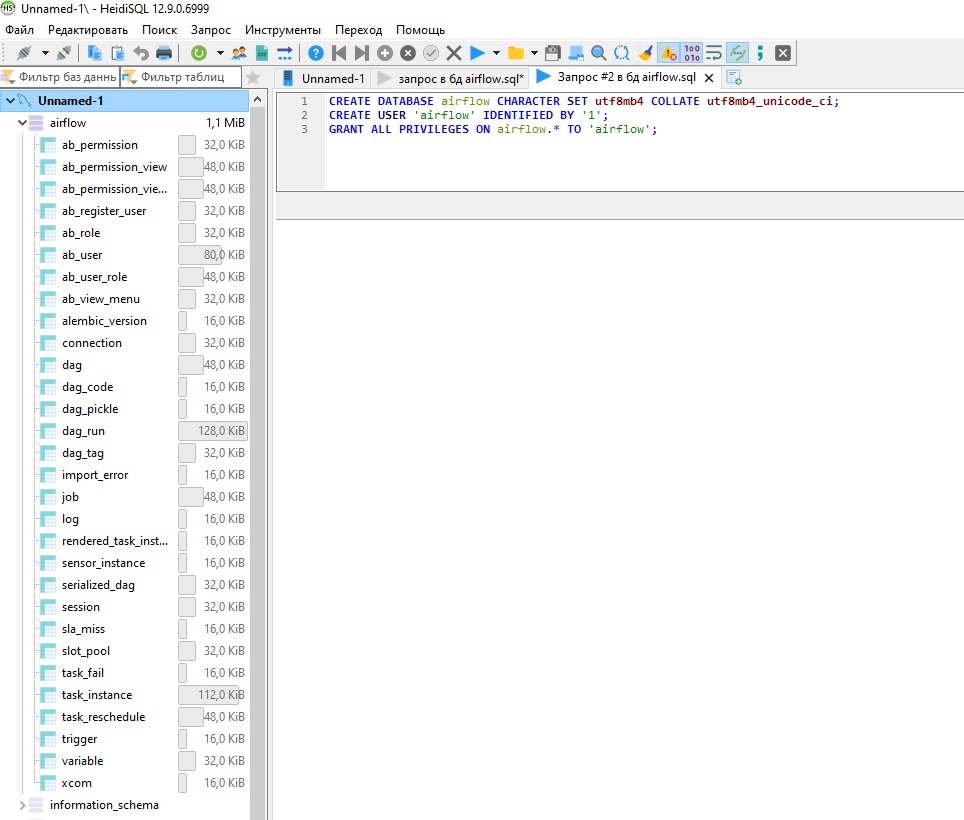 Unnamed-1\ - HeidiSQL 12.9.0.6999
Файл Редактировать Поиск Запрос Инструменты Переход Помощь
Фильтр баз даннь Фильтр таблиц Unnamed-1 запрос в бд airflow.sql* Запрос #2 в бд airflow.sql
Unnamed-1
airflow 1,1 MiB
ab_permission 32,0 KiB
ab_permission_view 48,0 KiB
ab_permission_vie... 48,0 KiB
ab_register_user 32,0 KiB
ab_role 32,0 KiB
ab_user 80,0 KiB
ab_user_role 48,0 KiB
ab_view_menu 32,0 KiB
alembic_version 16,0 KiB
connection 32,0 KiB
dag 48,0 KiB
dag_code 16,0 KiB
dag_pickle 16,0 KiB
dag_run 128,0 KiB
dag_tag 32,0 KiB
import_error 16,0 KiB
job 48,0 KiB
log 16,0 KiB
rendered_task_inst... 16,0 KiB
sensor_instance 16,0 KiB
serialized_dag 32,0 KiB
session 32,0 KiB
sla_miss 16,0 KiB
slot_pool 32,0 KiB
task_fail 16,0 KiB
task_instance 112,0 KiB
task_reschedule 48,0 KiB
trigger 16,0 KiB
variable 32,0 KiB
xcom 16,0 KiB
information_schema
1 CREATE DATABASE airflow CHARACTER SET utf8mb4 COLLATE utf8mb4_unicode_ci;
2 CREATE USER 'airflow' IDENTIFIED BY '1';
3 GRANT ALL PRIVILEGES ON airflow.* TO 'airflow';